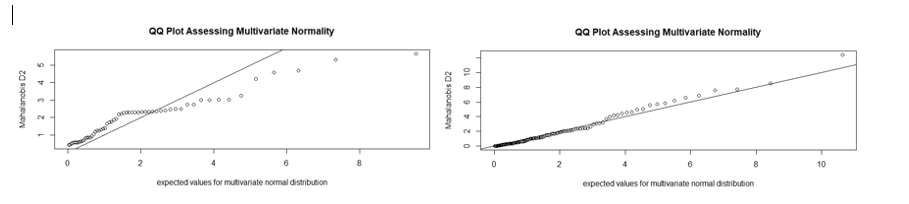 QQ Plot Assessing Multivariate Normality
Mahalanobis D2
5
4
3
2
1
0 2 4 6 8
expected values for multivariate normal distribution
QQ Plot Assessing Multivariate Normality
Mahalanobis D2
10
8
6
4
2
0
0 2 4 6 8 10
expected values for multivariate normal distribution